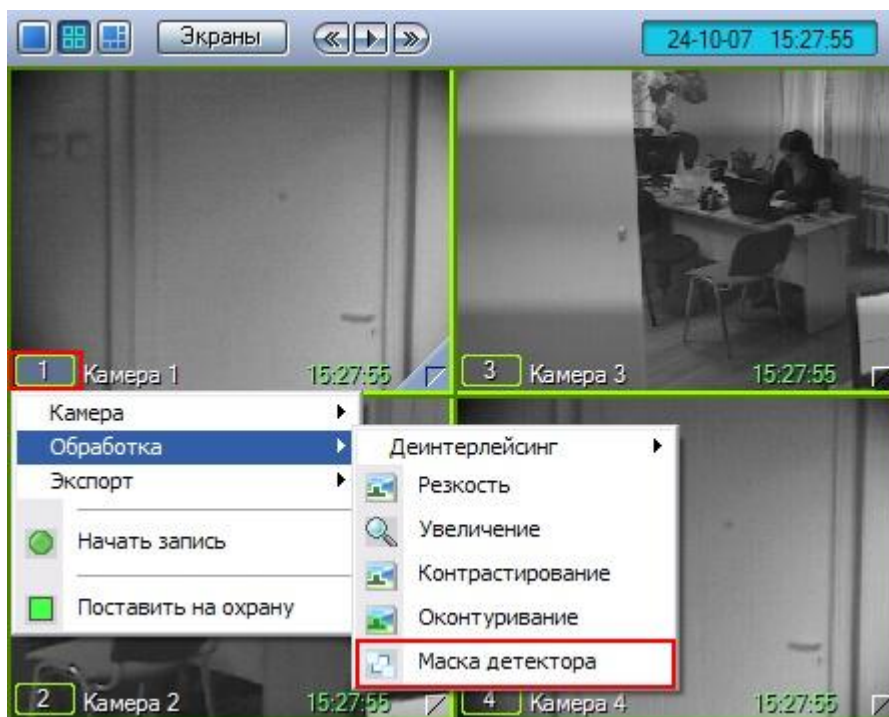 Экраны
24-10-07 15:27:55
1 Камера 1 15:27:55
3 Камера 3 15:27:55
Камера
Обработка
Экспорт
Начать запись
Поставить на охрану
Деинтерлейсинг
Резкость
Увеличение
Контрастирование
Оконтуривание
Маска детектора
2 Камера 2 15:27:55
4 Камера 4 15:27:55